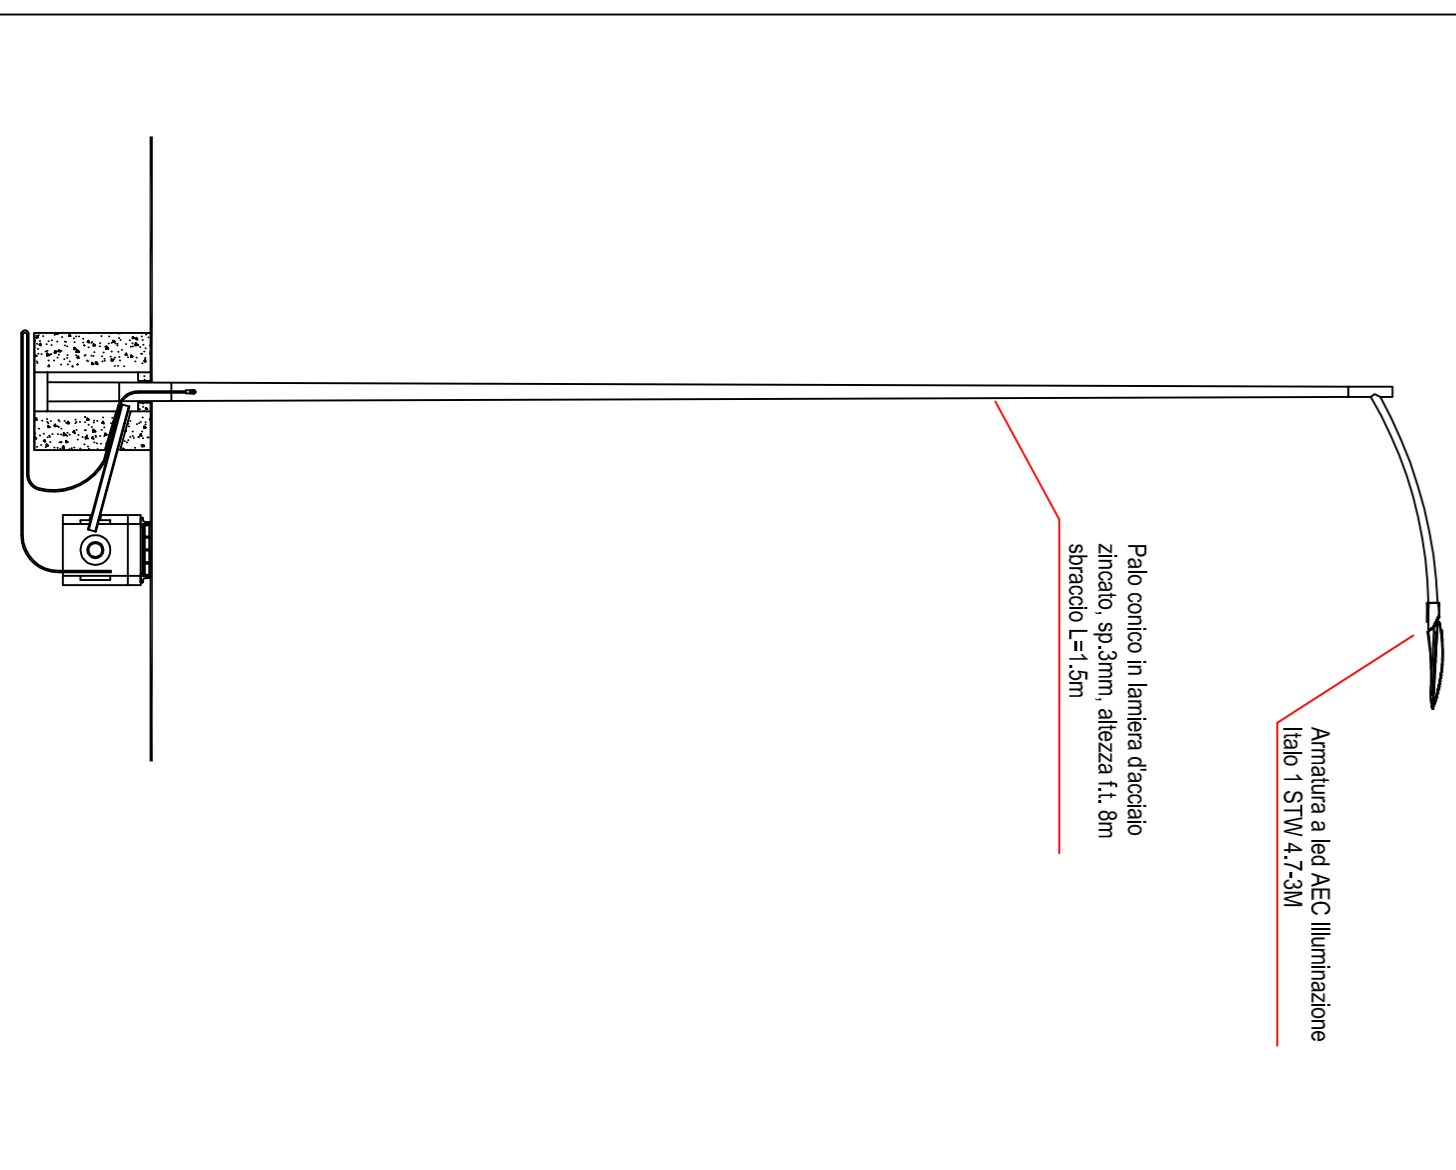 Armatura a led AEC Illuminazione
Italo 1 STW 4.7-3M
Palo conico in lamiera d'acciaio
zincato, sp.3mm, altezza f.t. 8m
sbraccio L=1.5m